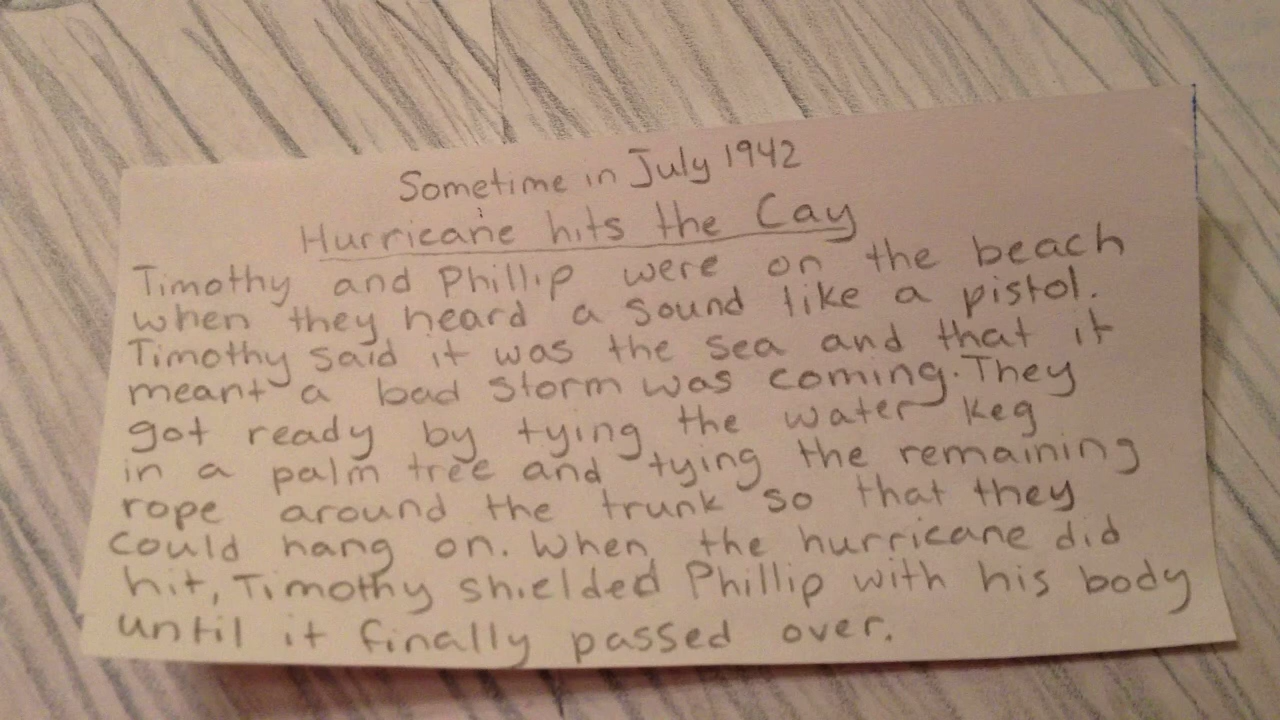 Sometime in July 1942
Hurricane hits the Cay
Timothy and Phillip were on the beach
when they heard a sound like a pistol.
Timothy said it was the sea and that it
meant a bad storm was coming. They
got ready by tying the water keg
in a palm tree and tying the remaining
rope around the trunk so that they
could hang on. When the hurricane did
hit, Timothy shielded Phillip with his body
until it finally passed over.